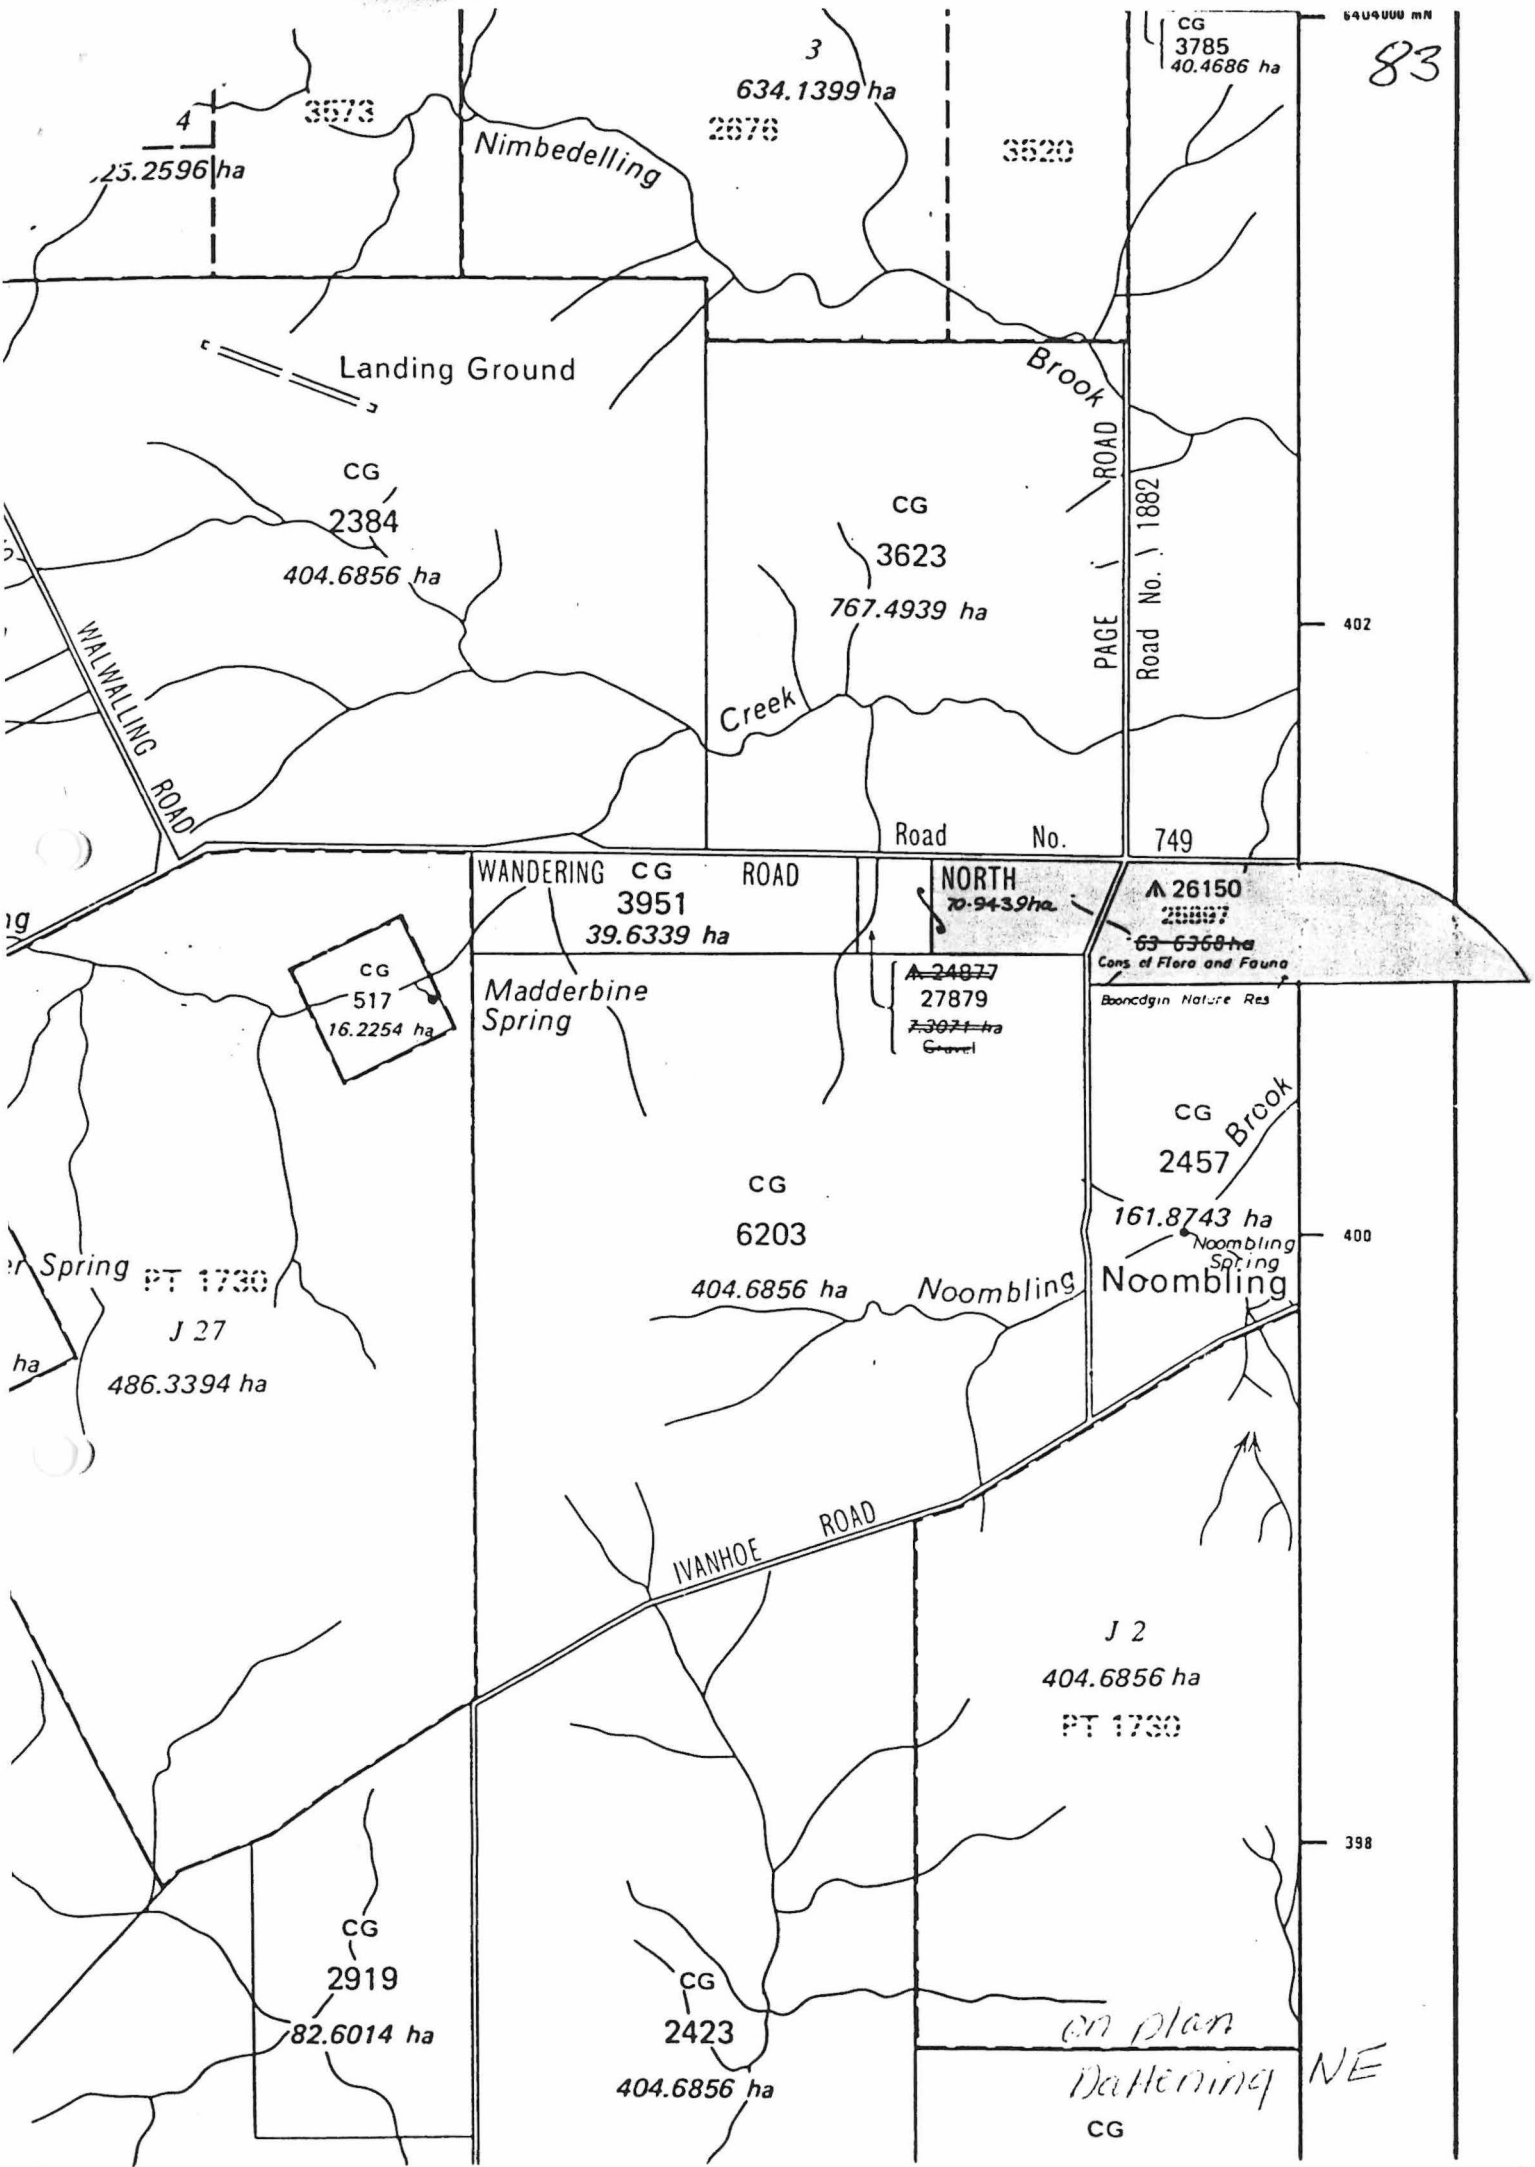 6404000 mN
83
CG
3785
40.4686 ha
3
634.1399 ha
2676
3520
3573
4
25.2596 ha
Nimbedelling
Brook
Landing Ground
CG
2384
404.6856 ha
CG
3623
767.4939 ha
PAGE ROAD
Road No. 1882
402
WALWALLING ROAD
Creek
Road No. 749
WANDERING ROAD NORTH
CG
3951
39.6339 ha
70.9439ha
26150
63 6368 ha
Cons of Flora and Fauna
Booncdgin Nature Res
A 24877
27879
7.3071 ha
Gravel
ng
CG
517
16.2254 ha
Madderbine
Spring
CG
2457
161.8743 ha
Brook
Noombling
Spring
Noombling
400
CG
6203
404.6856 ha
Noombling
er Spring
PT 1730
J 27
486.3394 ha
ha
IVANHOE ROAD
J 2
404.6856 ha
PT 1730
398
CG
2919
82.6014 ha
CG
2423
404.6856 ha
on plan
Dattening NE
CG